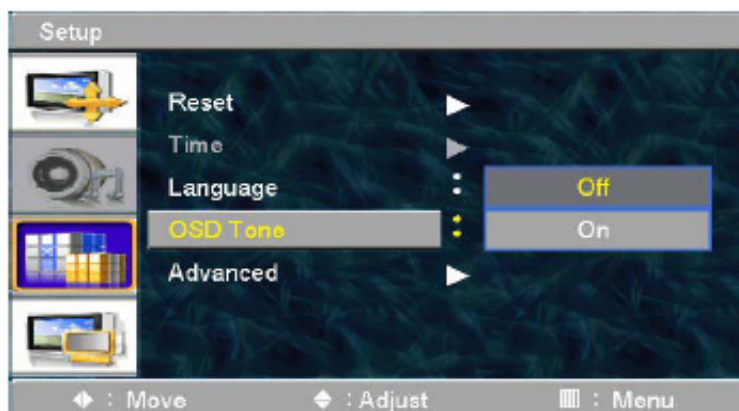 Setup
Reset
Time
Language :
Off
OSD Tone :
On
Advanced
: Move : Adjust : Menu